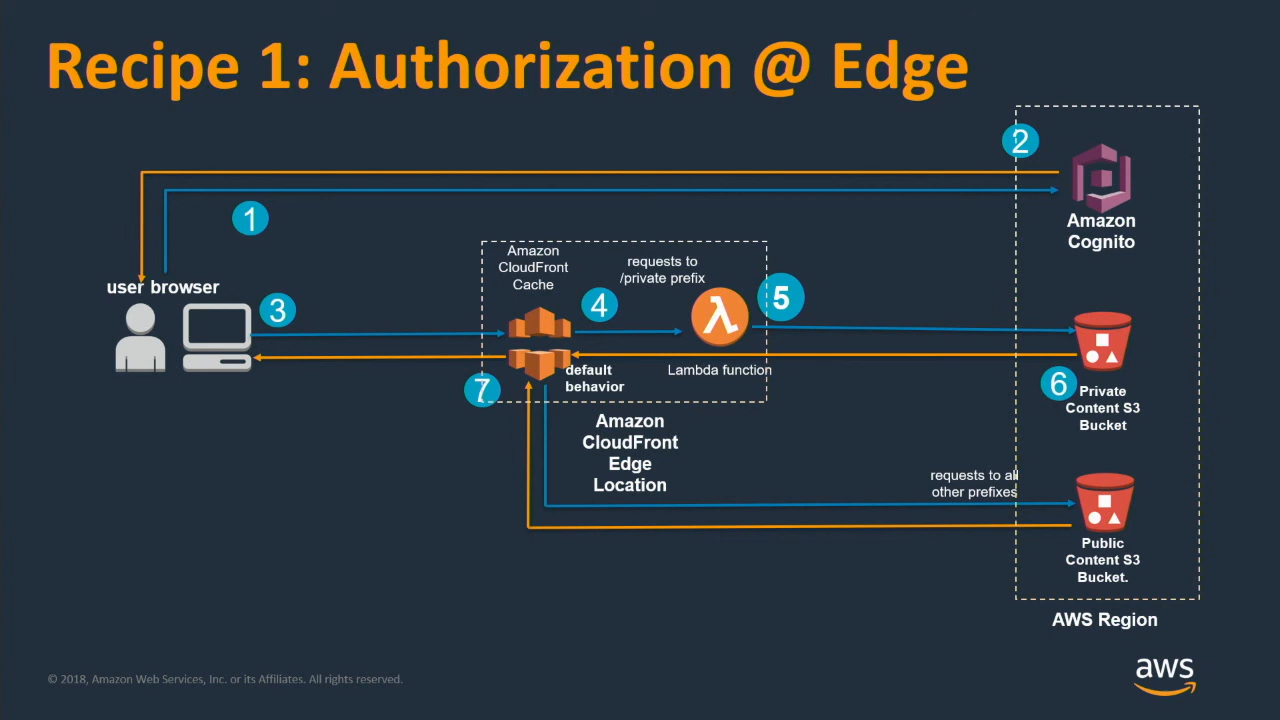 Recipe 1: Authorization @ Edge
2
Amazon
Cognito
1
user browser
3
Amazon
CloudFront
Cache
4
requests to
/private prefix
5
λ
Lambda function
default
behavior
7
6
Private
Content S3
Bucket
Amazon
CloudFront
Edge
Location
requests to all
other prefixes
Public
Content S3
Bucket.
AWS Region
© 2018, Amazon Web Services, Inc. or its Affiliates. All rights reserved.
aws